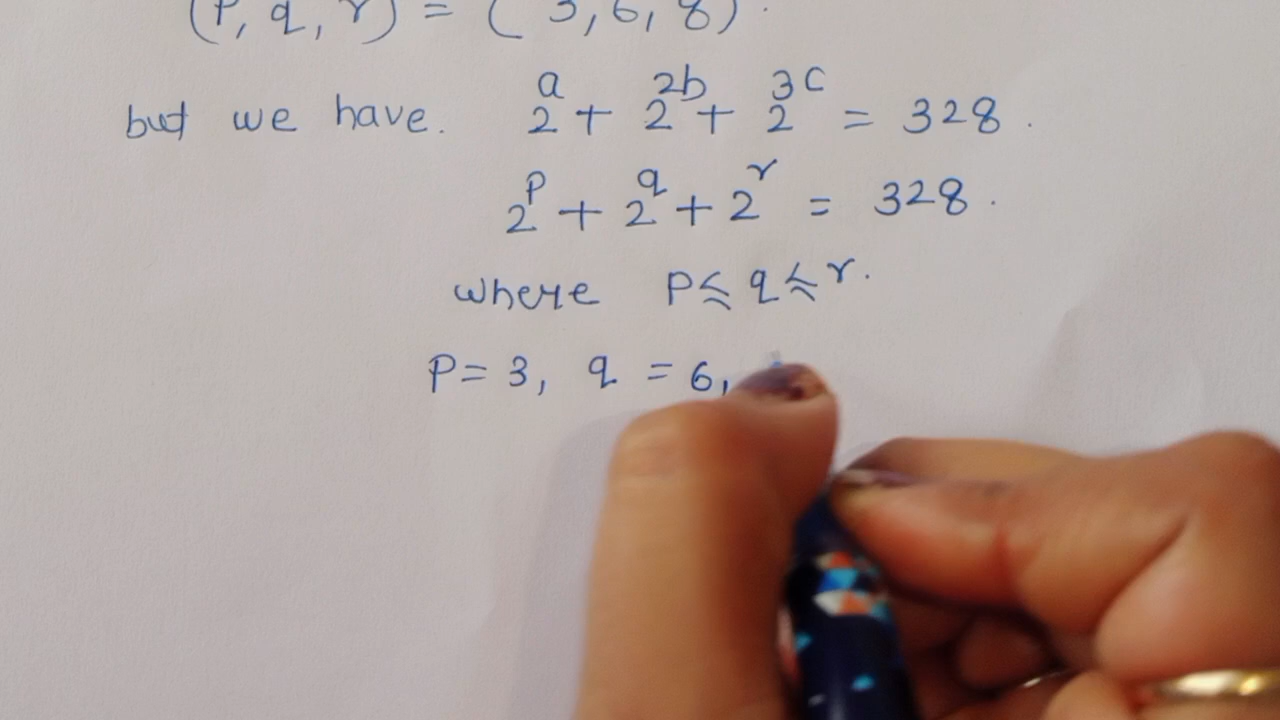 (P, q, r) = (3, 6, 8).
but we have. 2^a + 2^2b + 2^3c = 328.
2^p + 2^q + 2^r = 328.
where P ≤ q ≤ r.
P = 3, q = 6,